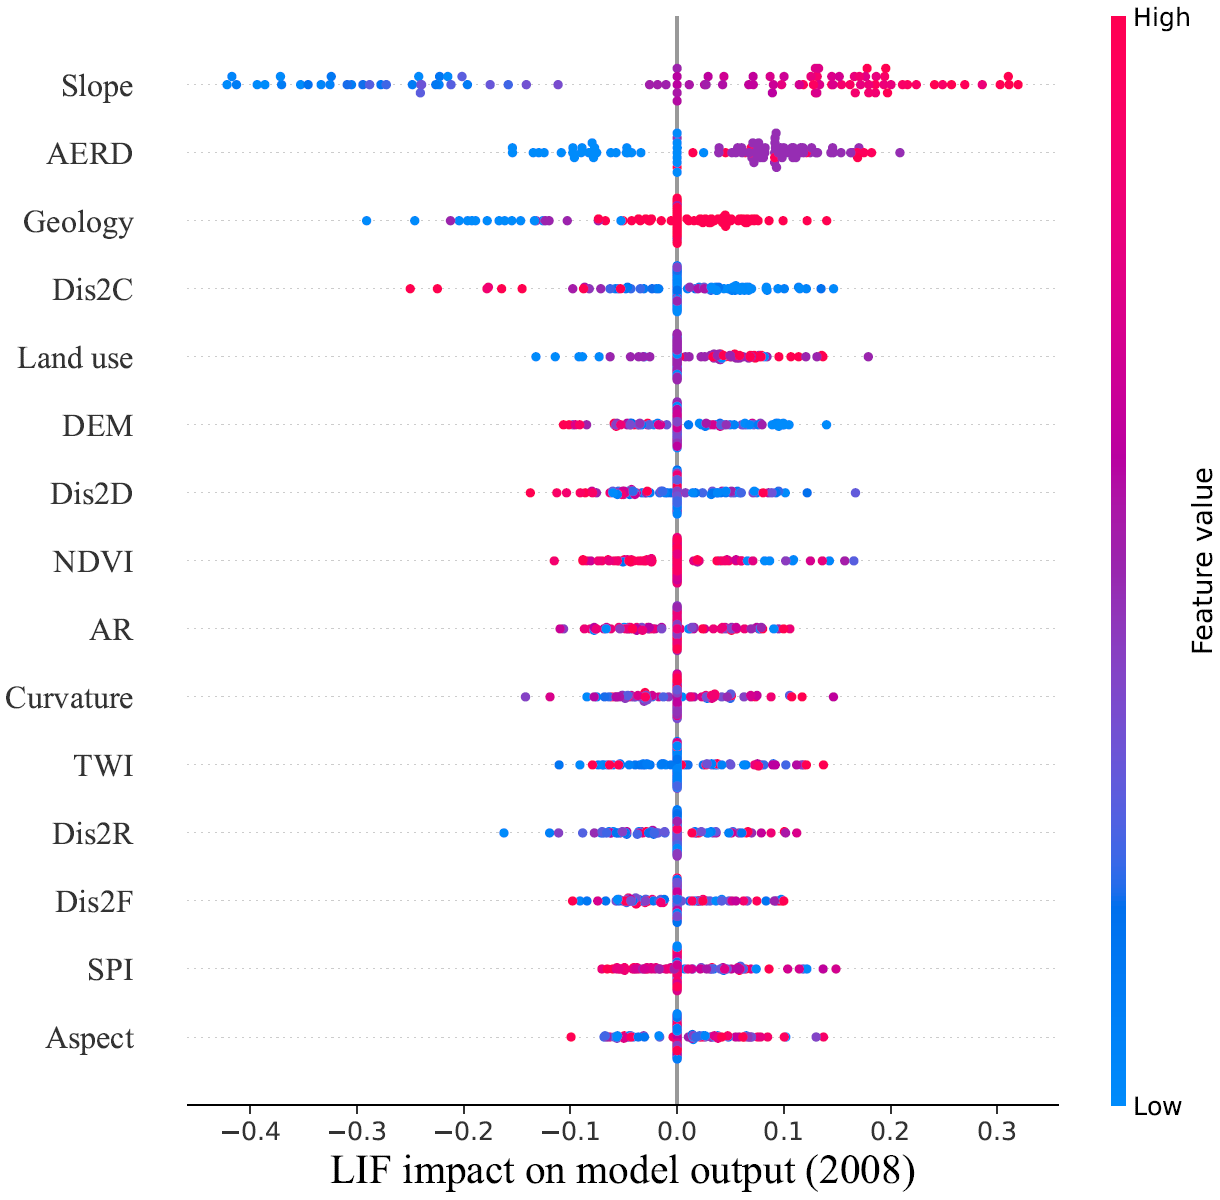 High
Slope
AERD
Geology
Dis2C
Land use
DEM
Dis2D
NDVI
AR
Curvature
TWI
Dis2R
Dis2F
SPI
Aspect
Feature value
Low
−0.4 −0.3 −0.2 −0.1 0.0 0.1 0.2 0.3
LIF impact on model output (2008)